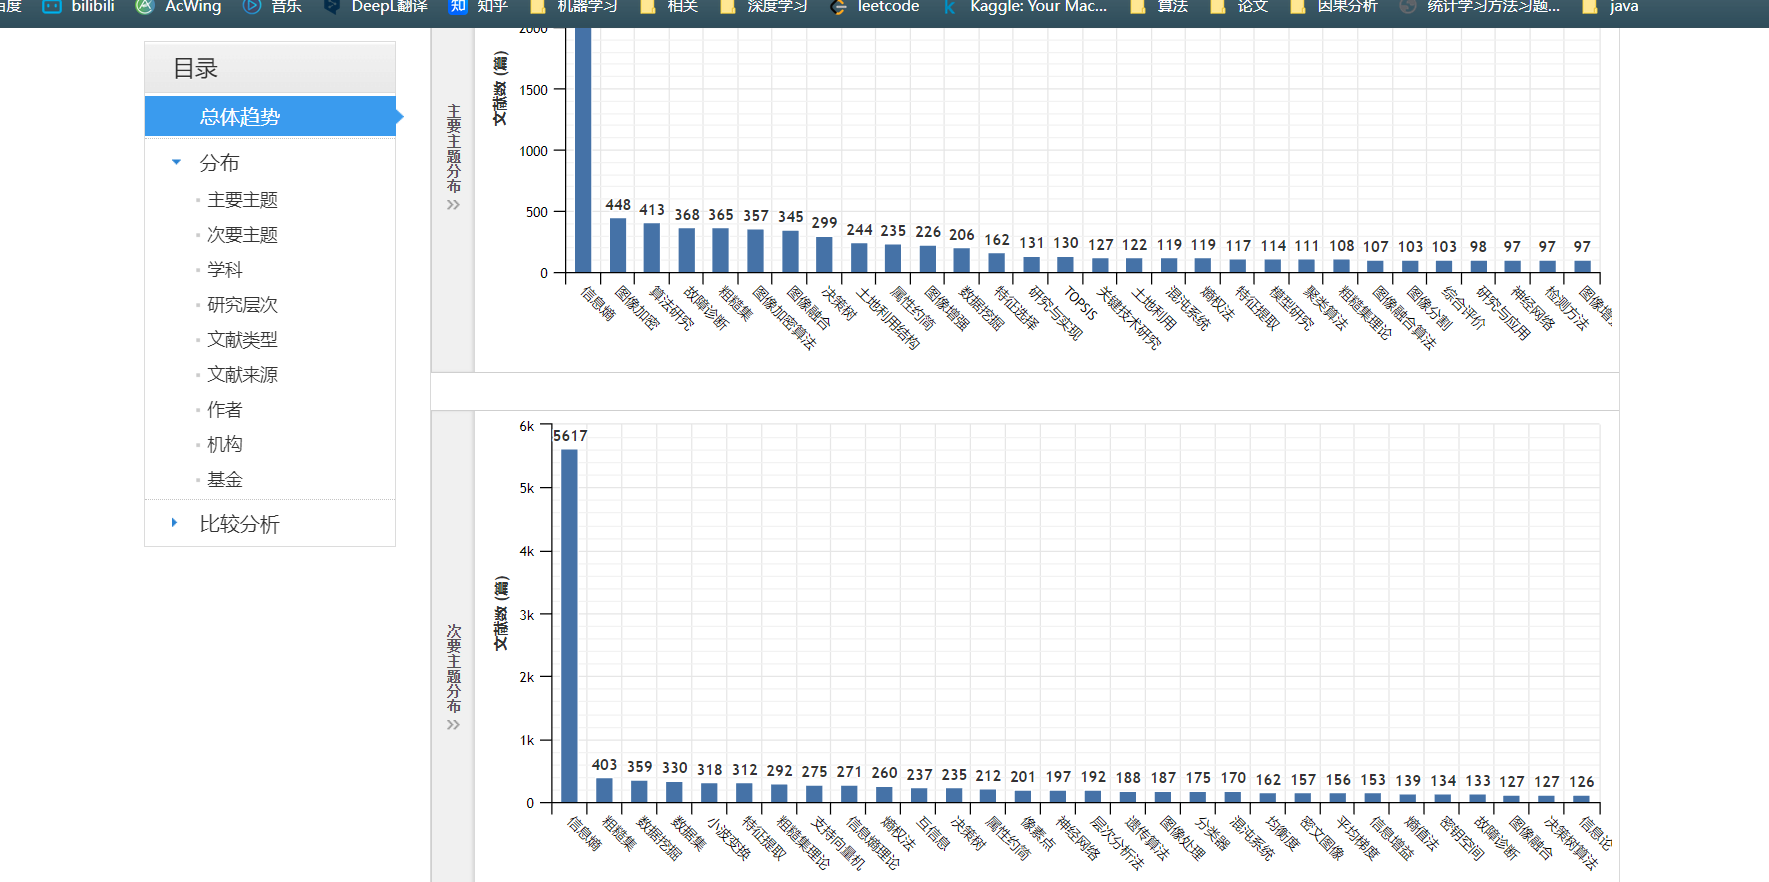 百度 bilibili AcWing 音乐 DeepL翻译 知乎 机器学习 相关 深度学习 leetcode Kaggle: Your Mac... 算法 论文 因果分析 统计学习方法习题... java
目录
总体趋势
分布
主要主题
次要主题
学科
研究层次
文献类型
文献来源
作者
机构
基金
比较分析
主要主题分布
文献数 (篇)
2000
1500
1000
500
0
448 413 368 365 357 345 299 244 235 226 206 162 131 130 127 122 119 119 117 114 111 108 107 103 103 98 97 97 97
信息熵 图像加密 算法研究 故障诊断 粗糙集 图像加密算法 图像融合 决策树 土地利用结构 属性约简 图像增强 数据挖掘 特征选择 研究与实现 TOPSIS 关键技术研究 土地利用 混沌系统 熵权法 特征提取 模型研究 聚类算法 粗糙集理论 图像融合算法 图像分割 综合评价 研究与应用 神经网络 检测方法 图像增
次要主题分布
文献数 (篇)
6k
5k
4k
3k
2k
1k
0
5617 403 359 330 318 312 292 275 271 260 237 235 212 201 197 192 188 187 175 170 162 157 156 153 139 134 133 127 127 126
信息熵 粗糙集 数据挖掘 数据集 小波变换 特征提取 粗糙集理论 支持向量机 信息熵理论 熵权法 互信息 决策树 属性约简 像素点 神经网络 层次分析法 遗传算法 图像处理 分类器 混沌系统 均衡度 密文图像 平均梯度 信息增益 熵值法 密钥空间 故障诊断 图像融合 决策树算法 信息论